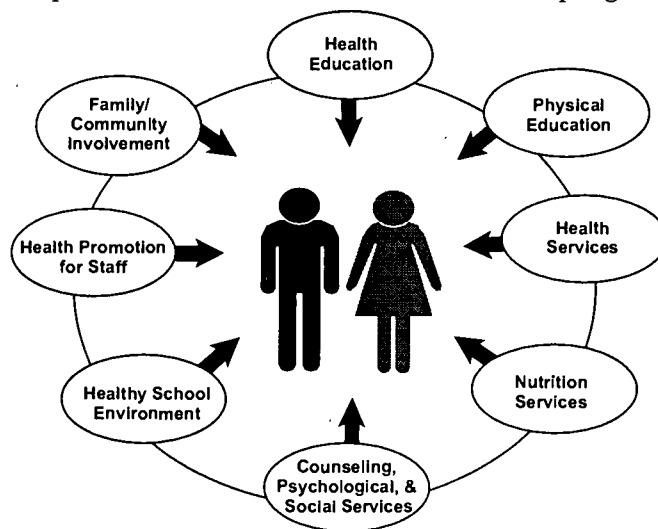 Health
Education
Physical
Education
Health
Services
Nutrition
Services
Counseling,
Psychological, &
Social Services
Healthy School
Environment
Health Promotion
for Staff
Family/
Community
Involvement